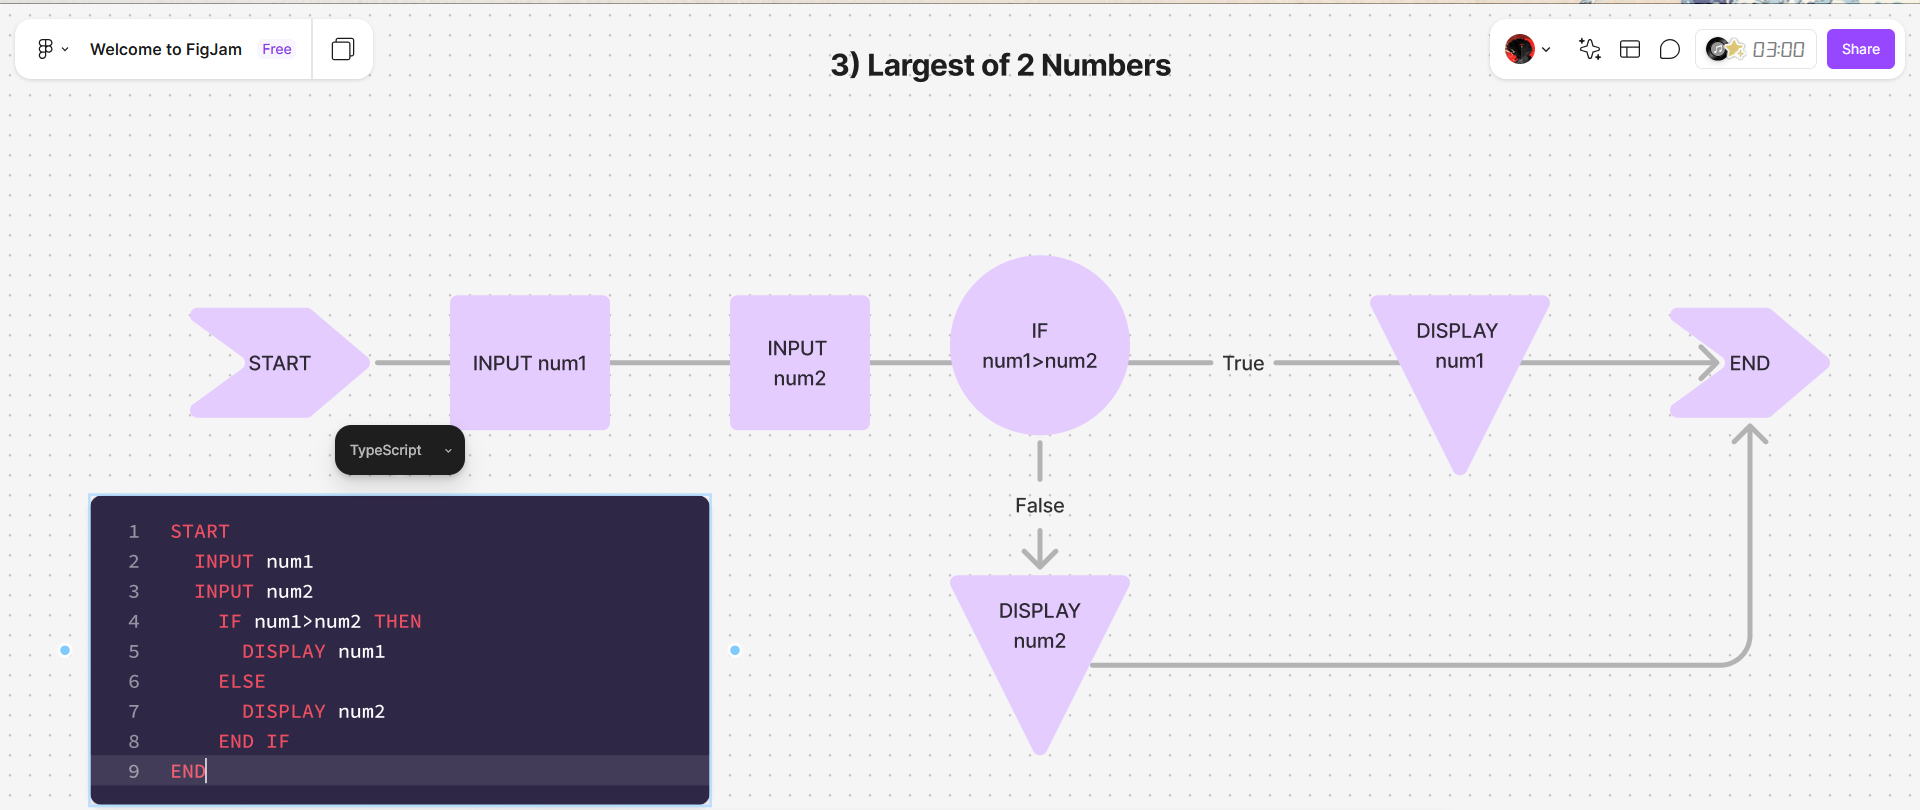 Welcome to FigJam Free
3) Largest of 2 Numbers
03:00
Share
START
INPUT num1
INPUT
num2
IF
num1>num2
True
DISPLAY
num1
END
False
DISPLAY
num2
TypeScript
1 START
2 INPUT num1
3 INPUT num2
4 IF num1>num2 THEN
5 DISPLAY num1
6 ELSE
7 DISPLAY num2
8 END IF
9 END